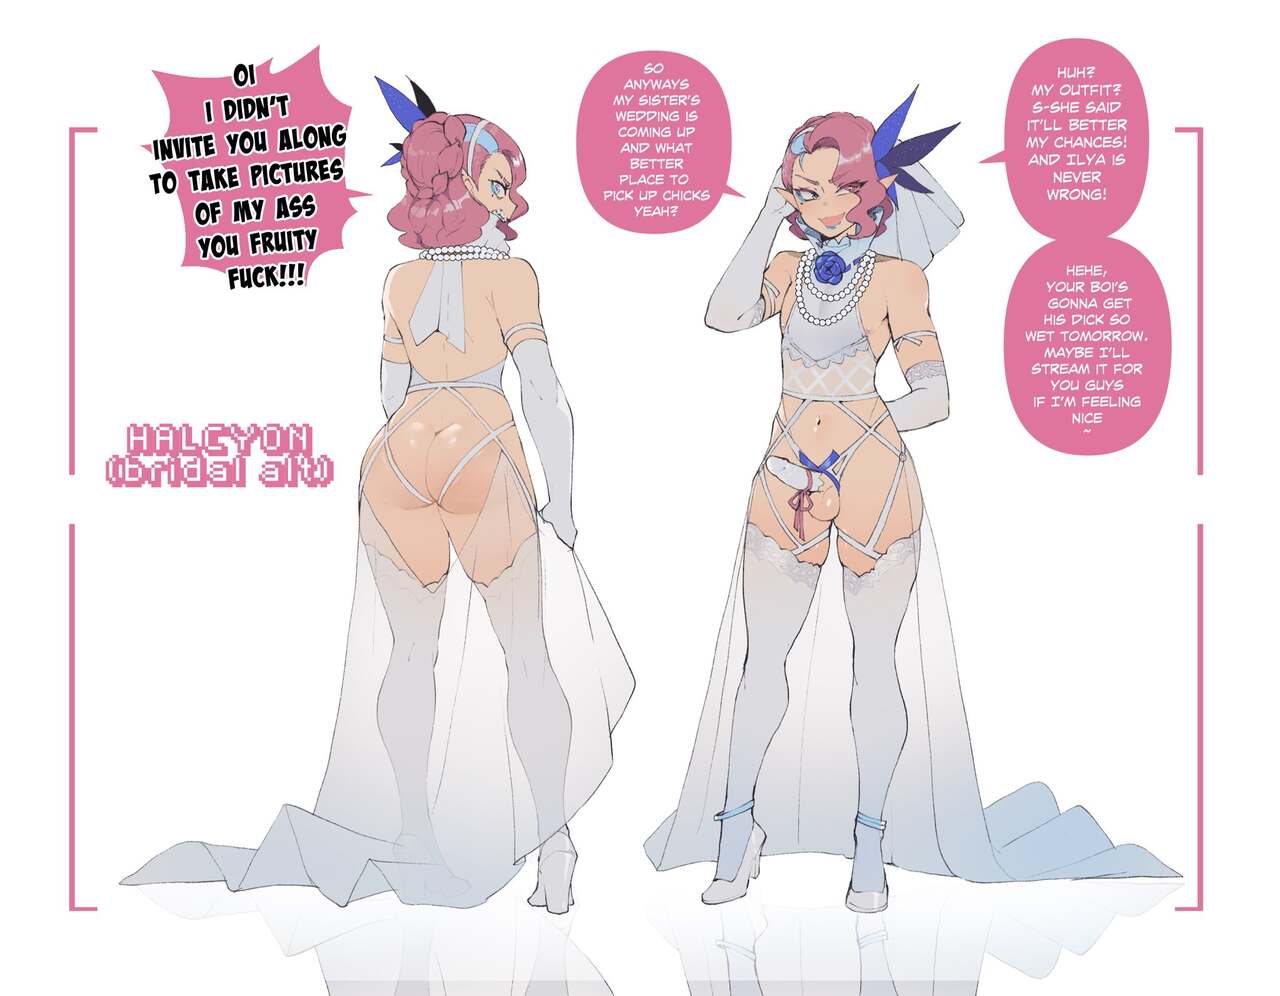 OI
I DIDN'T
INVITE YOU ALONG
TO TAKE PICTURES
OF MY ASS
YOU FRUITY
FUCK!!!
HALCYON
(bridal alt)
SO
ANYWAYS
MY SISTER'S
WEDDING IS
COMING UP
AND WHAT
BETTER
PLACE TO
PICK UP CHICKS
YEAH?
HUH?
MY OUTFIT?
S-SHE SAID
IT'LL BETTER
MY CHANCES!
AND ILYA IS
NEVER
WRONG!
HEHE,
YOUR BOI'S
GONNA GET
HIS DICK SO
WET TOMORROW.
MAYBE I'LL
STREAM IT FOR
YOU GUYS
IF I'M FEELING
NICE
~